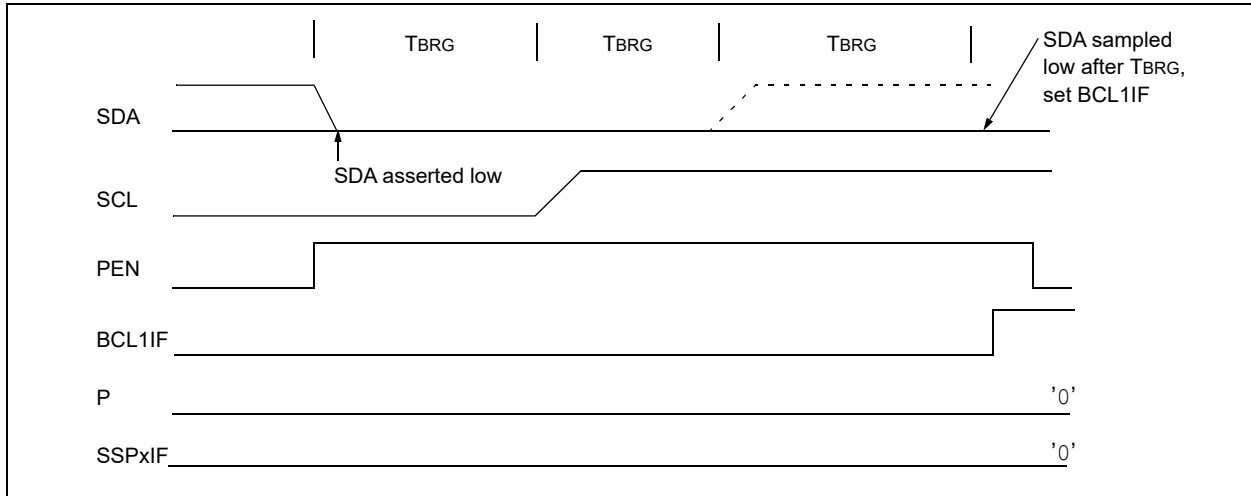 TBRG
TBRG
TBRG
SDA sampled
low after TBRG,
set BCL1IF
SDA
SDA asserted low
SCL
PEN
BCL1IF
P
'0'
SSPxIF
'0'